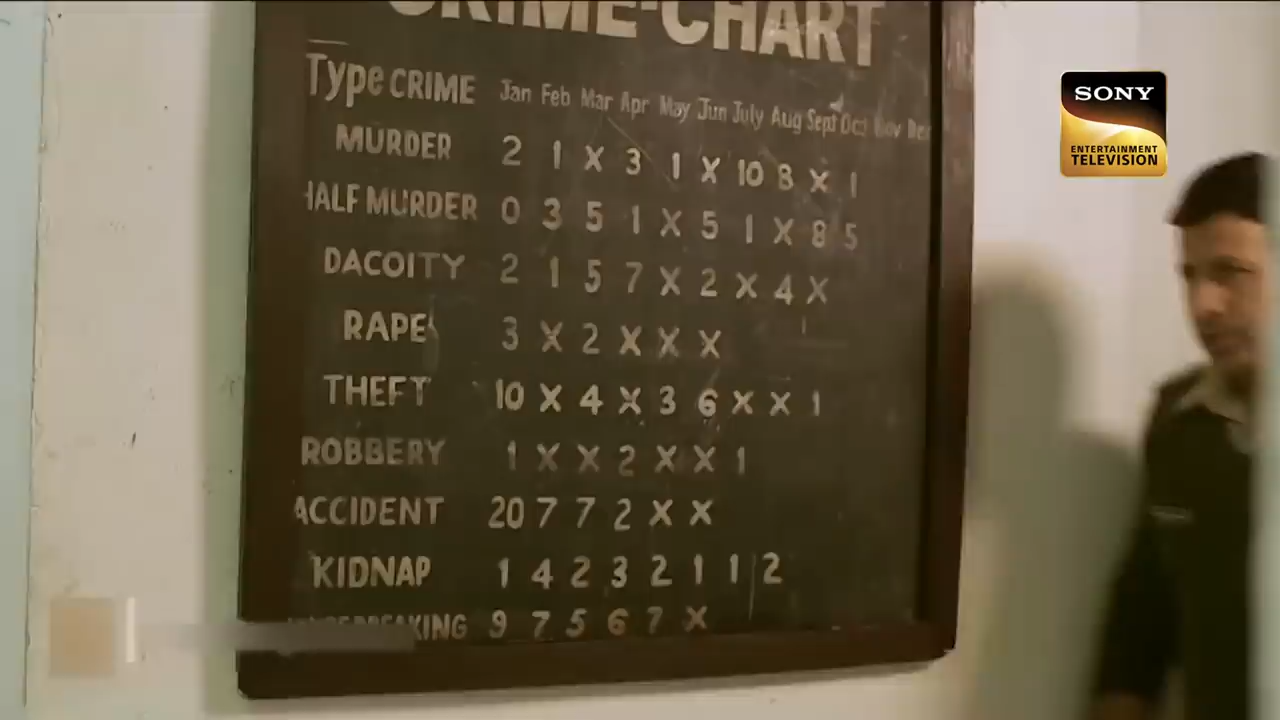 CRIME-CHART
Type CRIME Jan Feb Mar Apr May Jun July Aug Sept Oct Nov Dec
MURDER 2 1 X 3 1 X 10 8 X 1
HALF MURDER 0 3 5 1 X 5 1 X 8 5
DACOITY 2 1 5 7 X 2 X 4 X
RAPE 3 X 2 X X X
THEFT 10 X 4 X 3 6 X X 1
ROBBERY 1 X X 2 X X 1
ACCIDENT 20 7 7 2 X X
KIDNAP 1 4 2 3 2 1 1 2
9 7 5 6 7 X
SONY
ENTERTAINMENT
TELEVISION